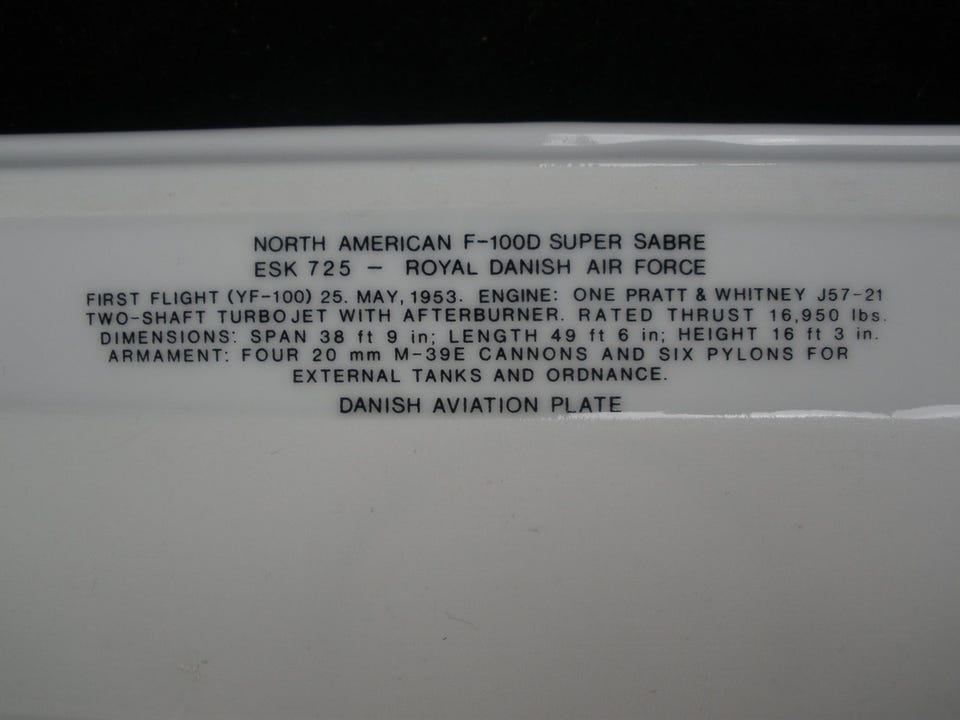 NORTH AMERICAN F-100D SUPER SABRE
ESK 725 — ROYAL DANISH AIR FORCE
FIRST FLIGHT (YF-100) 25. MAY, 1953. ENGINE: ONE PRATT & WHITNEY J57-21
TWO-SHAFT TURBOJET WITH AFTERBURNER. RATED THRUST 16,950 lbs.
DIMENSIONS: SPAN 38 ft 9 in; LENGTH 49 ft 6 in; HEIGHT 16 ft 3 in.
ARMAMENT: FOUR 20 mm M-39E CANNONS AND SIX PYLONS FOR
EXTERNAL TANKS AND ORDNANCE.
DANISH AVIATION PLATE